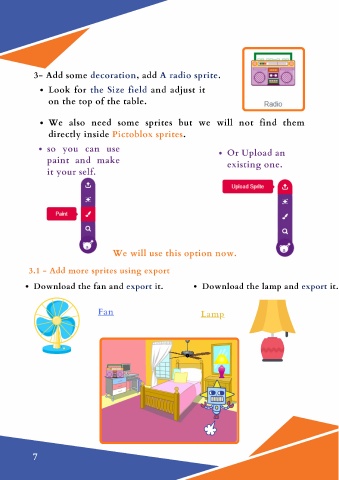 3- Add some decoration, add A radio sprite.
• Look for the Size field and adjust it
on the top of the table.
Radio
• We also need some sprites but we will not find them
directly inside Pictoblox sprites.
• so you can use
paint and make
it your self.
• Or Upload an
existing one.
Paint
Upload Sprite
We will use this option now.
3.1 - Add more sprites using export
• Download the fan and export it.
• Download the lamp and export it.
Fan
Lamp
7